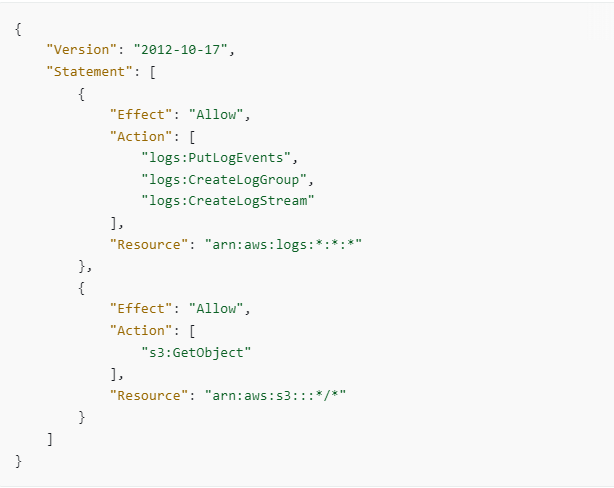 {
    "Version": "2012-10-17",
    "Statement": [
        {
            "Effect": "Allow",
            "Action": [
                "logs:PutLogEvents",
                "logs:CreateLogGroup",
                "logs:CreateLogStream"
            ],
            "Resource": "arn:aws:logs:*:*:*"
        },
        {
            "Effect": "Allow",
            "Action": [
                "s3:GetObject"
            ],
            "Resource": "arn:aws:s3:::*/*"
        }
    ]
}